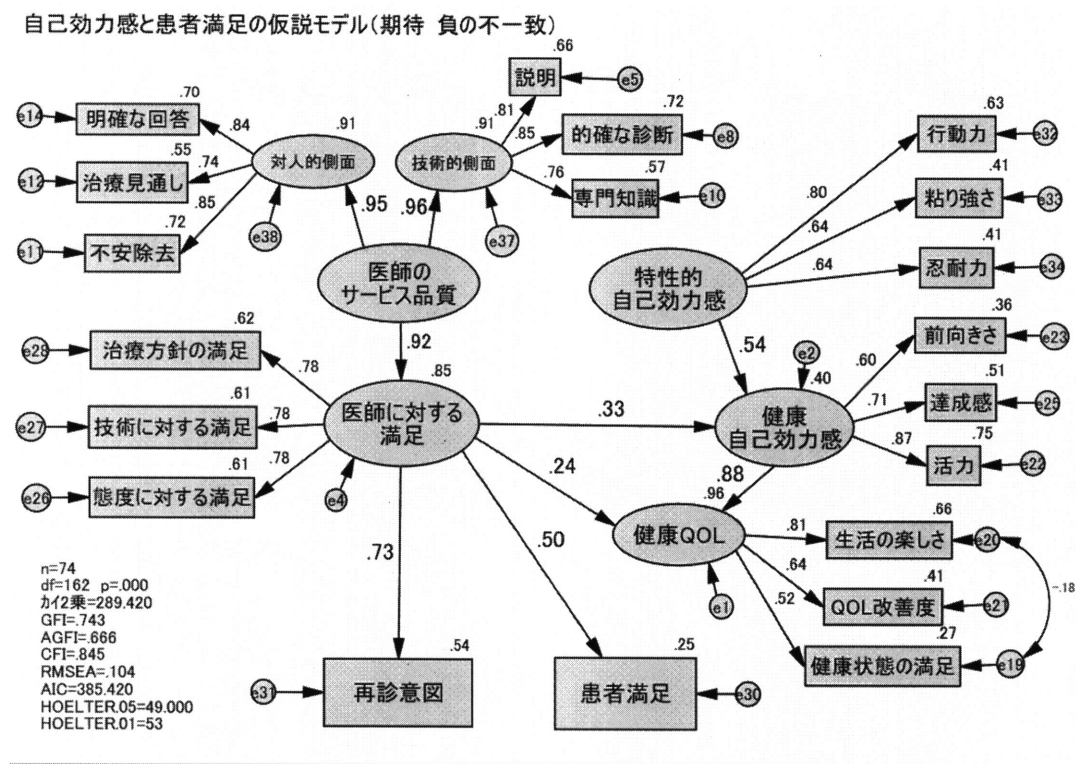 自己効力感と患者満足の仮説モデル(期待 負の不一致)
.66
説明
e5
.70
e14
明確な回答
.84
.91
対人的側面
.81
.91
技術的側面
.85
.72
的確な診断
e8
.63
行動力
e32
.55
e12
治療見通し
.74
.76
.57
専門知識
e10
.80
.41
粘り強さ
e33
.72
e11
不安除去
.85
e38
.95
.96
e37
.64
.41
忍耐力
e34
医師の
サービス品質
特性的
自己効力感
.64
.62
e28
治療方針の満足
.78
.92
.54
e2
.36
前向きさ
e23
.60
.61
e27
技術に対する満足
.78
.85
医師に対する
満足
.33
.40
健康
自己効力感
.71
.51
達成感
e25
.61
e26
態度に対する満足
.78
e4
.24
.88
.87
.75
活力
e22
.96
健康QOL
.81
.66
生活の楽しさ
e20
.73
.50
e1
.64
.41
QOL改善度
e21
-.18
.52
.27
健康状態の満足
e19
n=74
df=162 p=.000
カイ2乗=289.420
GFI=.743
AGFI=.666
CFI=.845
RMSEA=.104
AIC=385.420
HOELTER.05=49.000
HOELTER.01=53
.54
e31
再診意図
.25
患者満足
e30